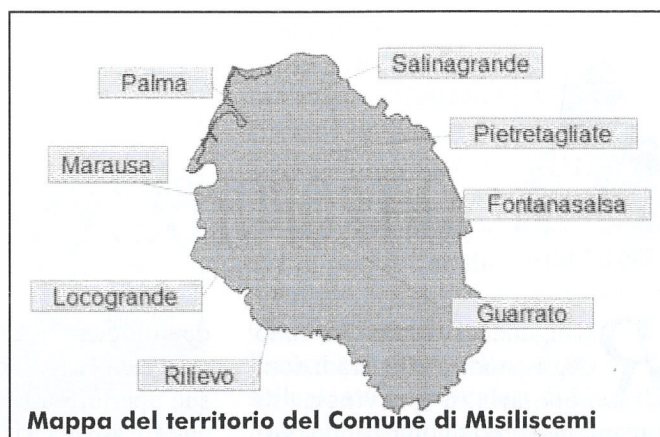 Salinagrande
Palma
Pietretagliate
Marausa
Fontanasalsa
Locogrande
Guarrato
Rilievo
Mappa del territorio del Comune di Misiliscemi